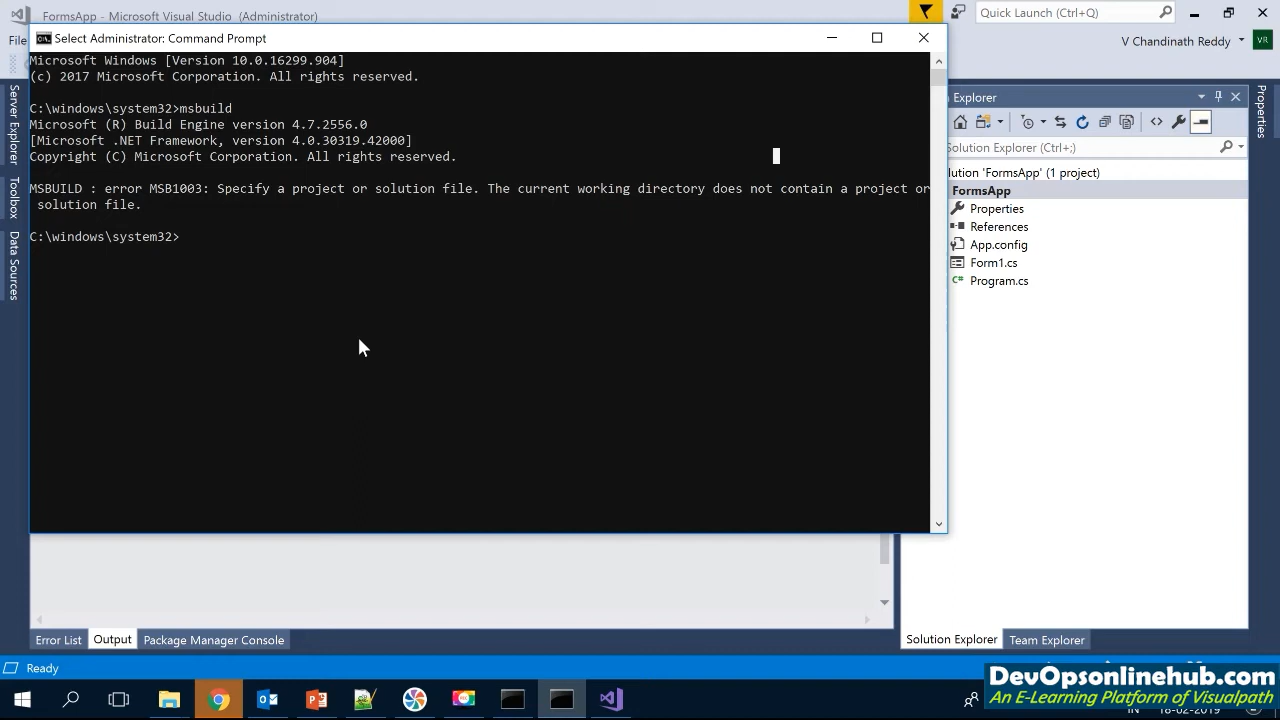 FormsApp - Microsoft Visual Studio (Administrator)
Quick Launch (Ctrl+Q)
V Chandinath Reddy
VR
Select Administrator: Command Prompt
Microsoft Windows [Version 10.0.16299.904]
(c) 2017 Microsoft Corporation. All rights reserved.
C:\windows\system32>msbuild
Microsoft (R) Build Engine version 4.7.2556.0
[Microsoft .NET Framework, version 4.0.30319.42000]
Copyright (C) Microsoft Corporation. All rights reserved.
MSBUILD : error MSB1003: Specify a project or solution file. The current working directory does not contain a project or
solution file.
C:\windows\system32>
Server Explorer
Toolbox
Data Sources
Explorer
Solution Explorer (Ctrl+;)
lution 'FormsApp' (1 project)
FormsApp
Properties
References
App.config
Form1.cs
Program.cs
Properties
Error List
Output
Package Manager Console
Solution Explorer
Team Explorer
Ready
DevOpsonlinehub.com
An E-Learning Platform of Visualpath